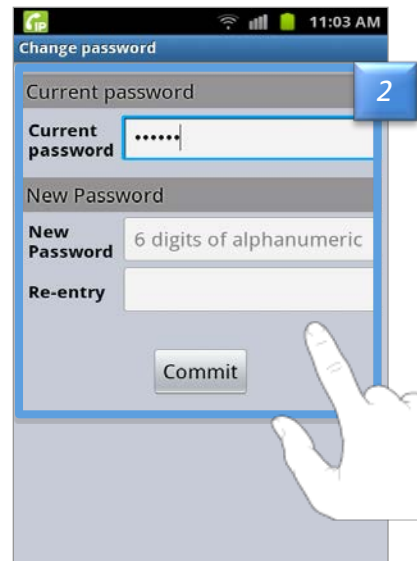 iP 11:03 AM
Change password
2
Current password
Current password ••••••
New Password
New Password 6 digits of alphanumeric
Re-entry
Commit